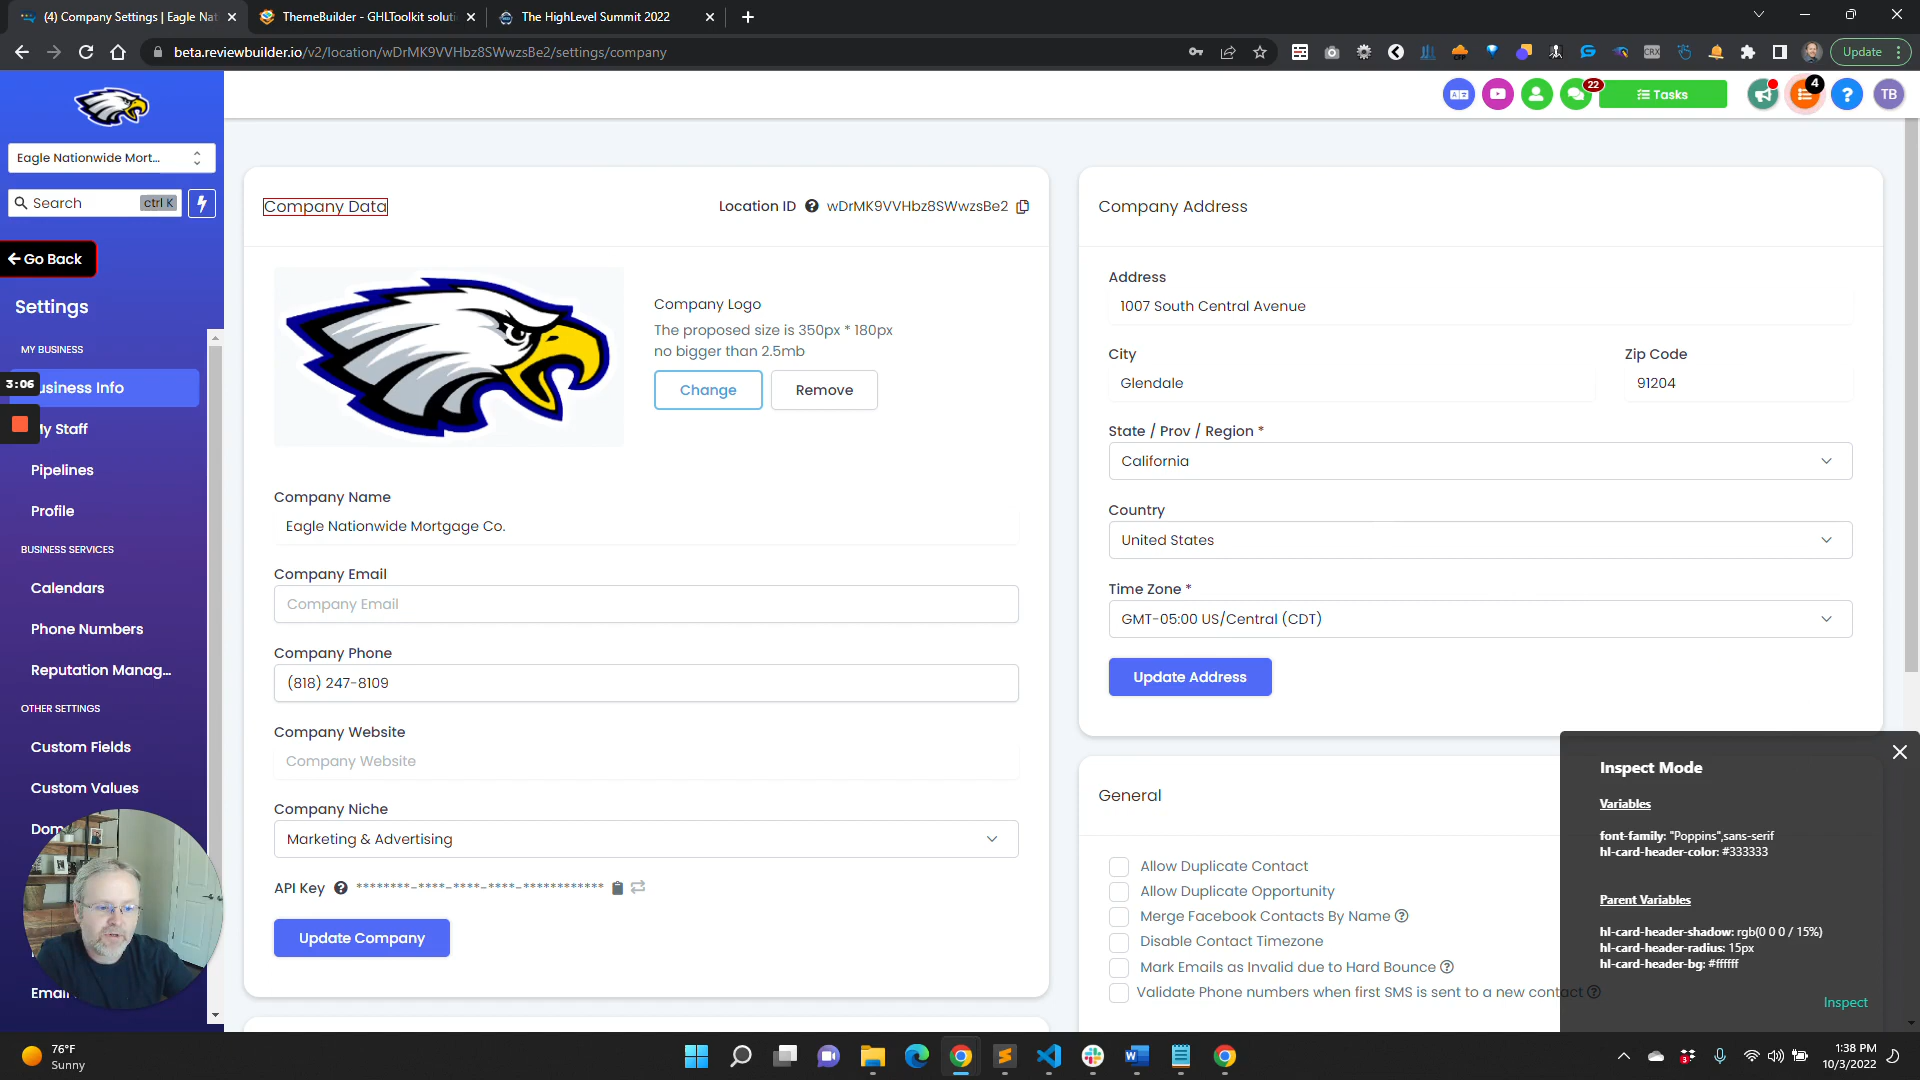 (4) Company Settings | Eagle Nat
ThemeBuilder - GHLToolkit soluti
The HighLevel Summit 2022
beta.reviewbuilder.io/v2/location/wDrMK9VVHbz8SWwzsBe2/settings/company
CFP
CRX
Update
22
Tasks
4
?
TB
Eagle Nationwide Mort...
Search
ctrl K
Go Back
Settings
MY BUSINESS
3:06
usiness Info
My Staff
Pipelines
Profile
BUSINESS SERVICES
Calendars
Phone Numbers
Reputation Manag...
OTHER SETTINGS
Custom Fields
Custom Values
Dom
Email
Company Data
Location ID
wDrMK9VVHbz8SWwzsBe2
Company Logo
The proposed size is 350px * 180px
no bigger than 2.5mb
Change
Remove
Company Name
Eagle Nationwide Mortgage Co.
Company Email
Company Email
Company Phone
(818) 247-8109
Company Website
Company Website
Company Niche
Marketing & Advertising
API Key
********-****-****-****-************
Update Company
Company Address
Address
1007 South Central Avenue
City
Zip Code
Glendale
91204
State / Prov / Region *
California
Country
United States
Time Zone *
GMT-05:00 US/Central (CDT)
Update Address
General
Allow Duplicate Contact
Allow Duplicate Opportunity
Merge Facebook Contacts By Name
Disable Contact Timezone
Mark Emails as Invalid due to Hard Bounce
Validate Phone numbers when first SMS is sent to a new contact
Inspect Mode
Variables
font-family: "Poppins",sans-serif
hl-card-header-color: #333333
Parent Variables
hl-card-header-shadow: rgb(0 0 0 / 15%)
hl-card-header-radius: 15px
hl-card-header-bg: #ffffff
Inspect
76°F
Sunny
1:38 PM
10/3/2022